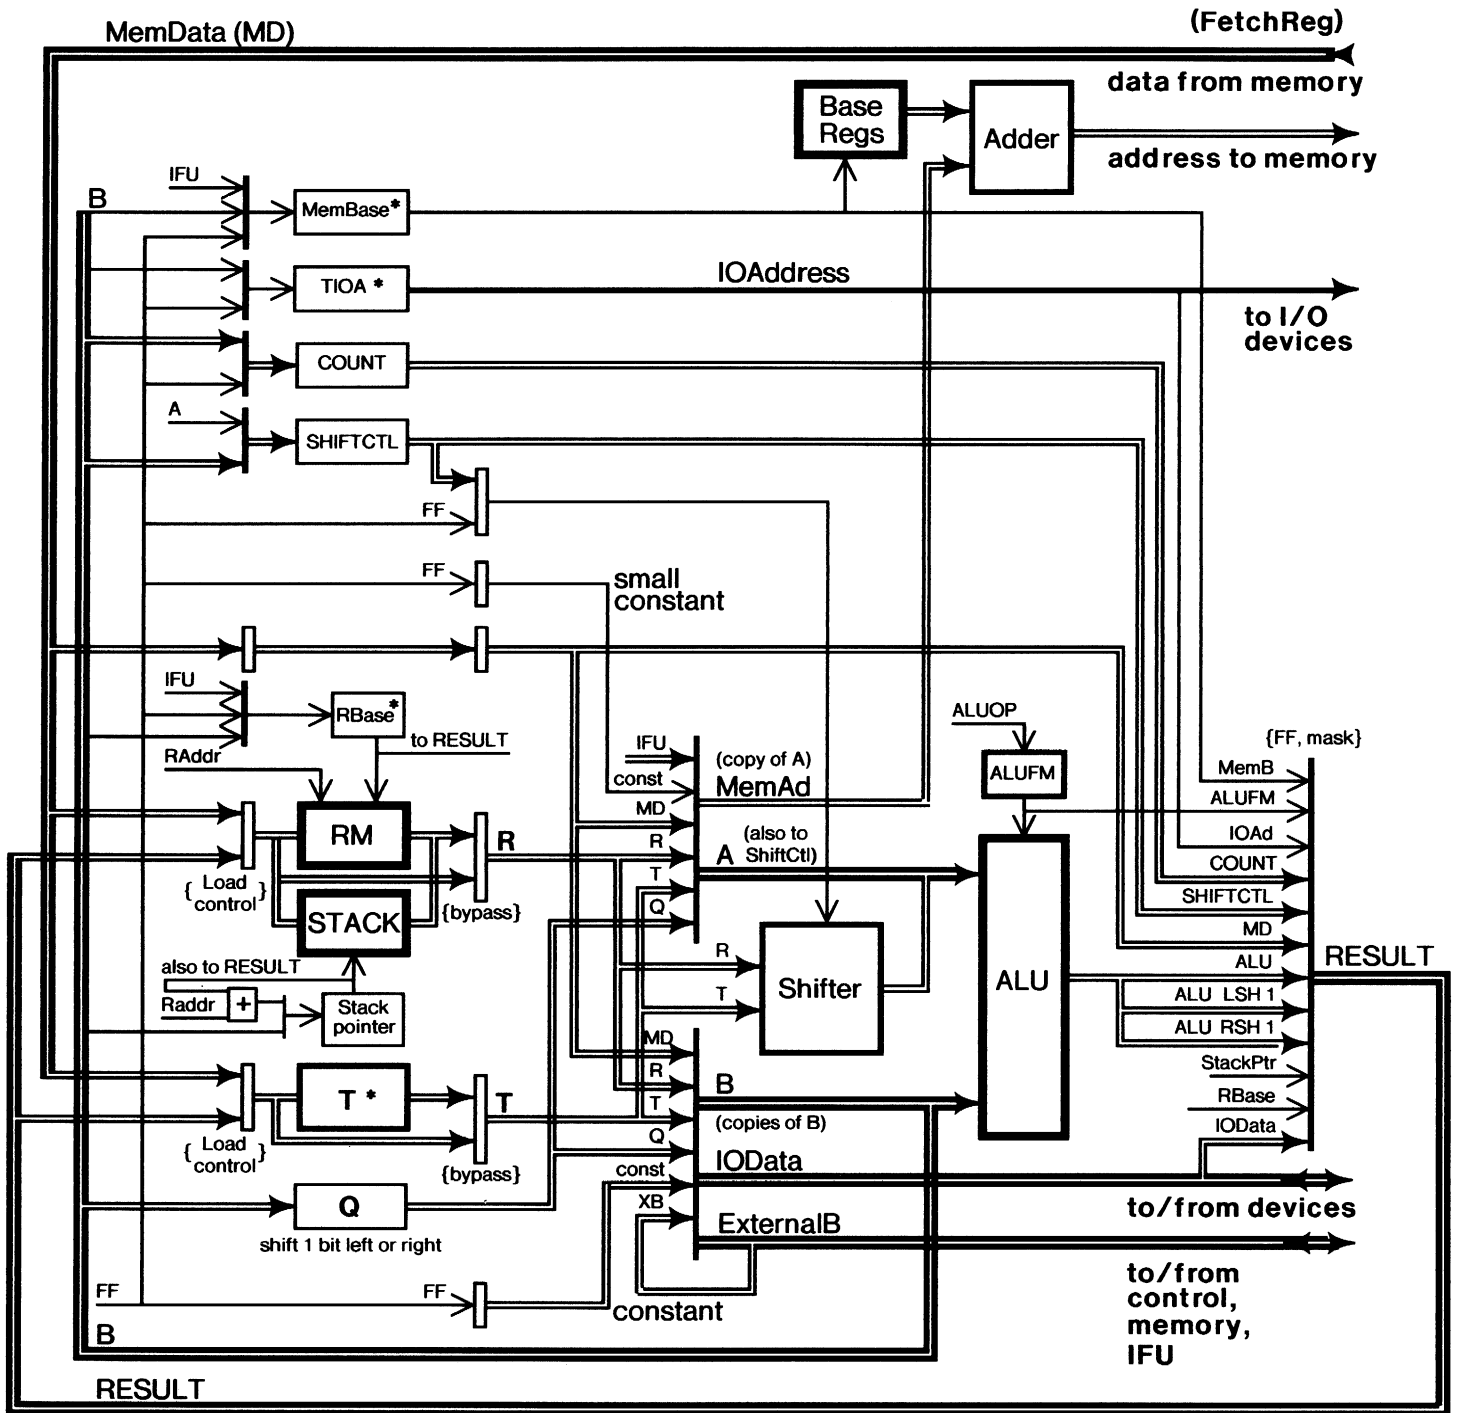 MemData (MD)
(FetchReg)
data from memory
Base
Regs
Adder
address to memory
IFU
B
MemBase*
IOAddress
TIOA *
to I/O
devices
COUNT
A
SHIFTCTL
FF
FF
small
constant
IFU
RBase*
to RESULT
RAddr
ALUOP
{FF, mask}
IFU
(copy of A)
ALUFM
MemB
const
MemAd
ALUFM
MD
RM
R
R
A
(also to
ShiftCtl)
IOAd
COUNT
{ Load
control }
T
SHIFTCTL
STACK
{bypass}
Q
MD
also to RESULT
R
Shifter
ALU
ALU
RESULT
Raddr
+
Stack
pointer
T
ALU LSH 1
ALU RSH 1
MD
StackPtr
R
B
T *
T
T
(copies of B)
RBase
IOData
{ Load
control }
Q
{bypass}
const
IOData
to/from devices
Q
XB
ExternalB
shift 1 bit left or right
to/from
control,
memory,
IFU
FF
FF
constant
B
RESULT